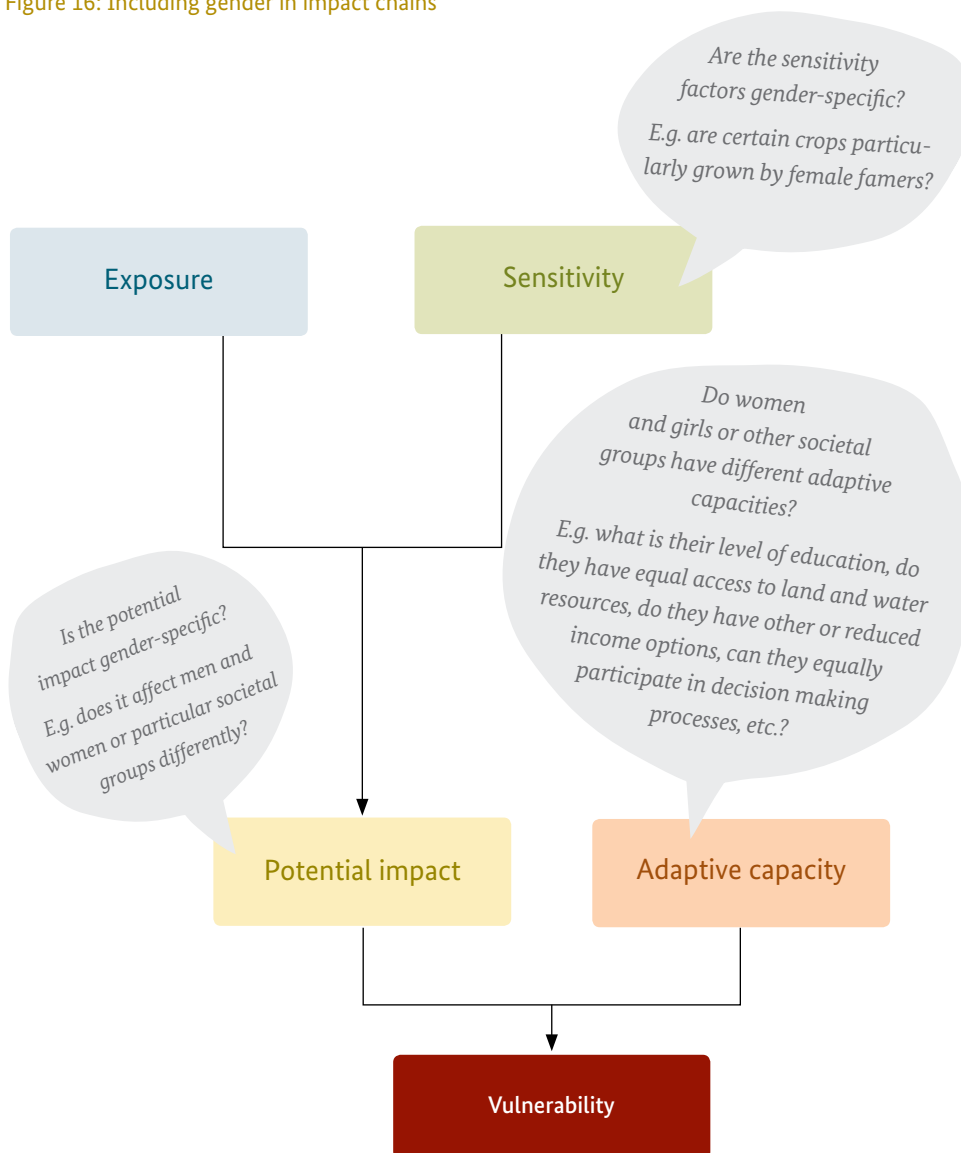 Figure 16: Including gender in impact chains
Are the sensitivity
factors gender-specific?
E.g. are certain crops particu-
larly grown by female famers?
Exposure
Sensitivity
Do women
and girls or other societal
groups have different adaptive
capacities?
E.g. what is their level of education, do
they have equal access to land and water
resources, do they have other or reduced
income options, can they equally
participate in decision making
processes, etc.?
Is the potential
impact gender-specific?
E.g. does it affect men and
women or particular societal
groups differently?
Potential impact
Adaptive capacity
Vulnerability